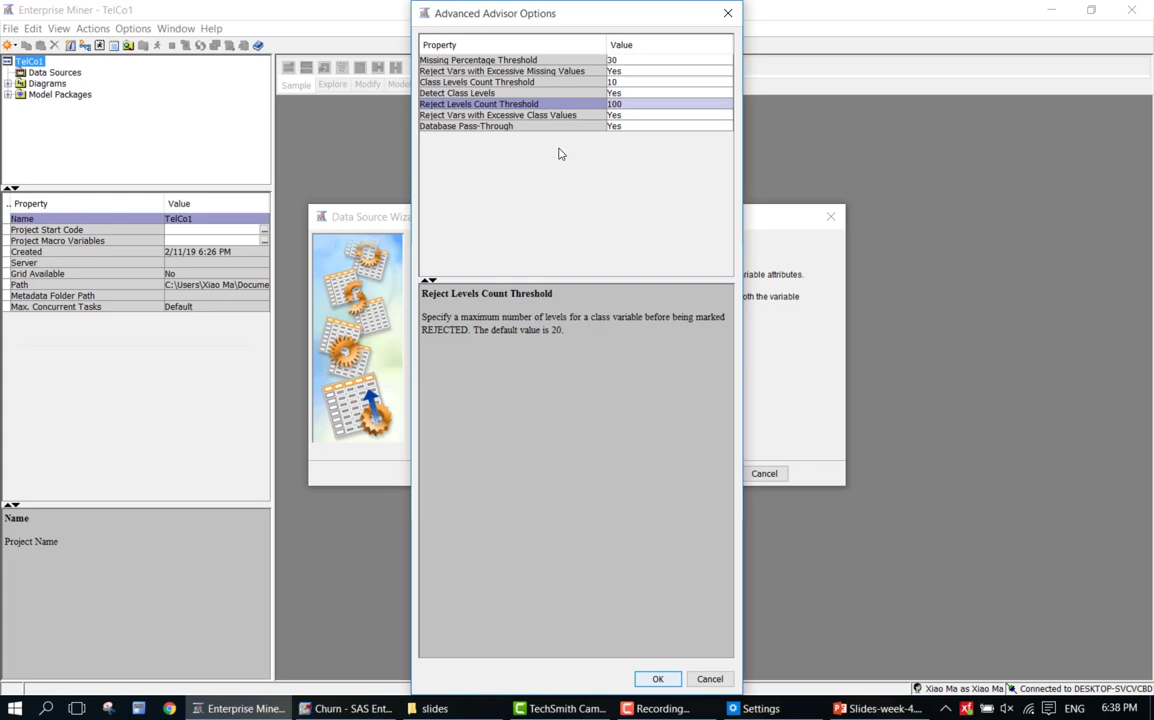 Enterprise Miner - TelCo1
File Edit View Actions Options Window Help
TelCo1
Data Sources
Diagrams
Model Packages
.. Property Value
Name TelCo1
Project Start Code ...
Project Macro Variables ...
Created 2/11/19 6:26 PM
Server
Grid Available No
Path C:\Users\Xiao Ma\Docume
Metadata Folder Path
Max. Concurrent Tasks Default
Name
Project Name
Sample Explore Modify Mode
Data Source Wiza
riable attributes.
oth the variable
Cancel
Advanced Advisor Options
Property Value
Missing Percentage Threshold 30
Reject Vars with Excessive Missing Values Yes
Class Levels Count Threshold 10
Detect Class Levels Yes
Reject Levels Count Threshold 100
Reject Vars with Excessive Class Values Yes
Database Pass-Through Yes
Reject Levels Count Threshold
Specify a maximum number of levels for a class variable before being marked
REJECTED. The default value is 20.
OK Cancel
Xiao Ma as Xiao Ma Connected to DESKTOP-SVCVCBD
Enterprise Mine... Churn - SAS Ent... slides TechSmith Cam... Recording... Settings Slides-week-4... ENG 6:38 PM